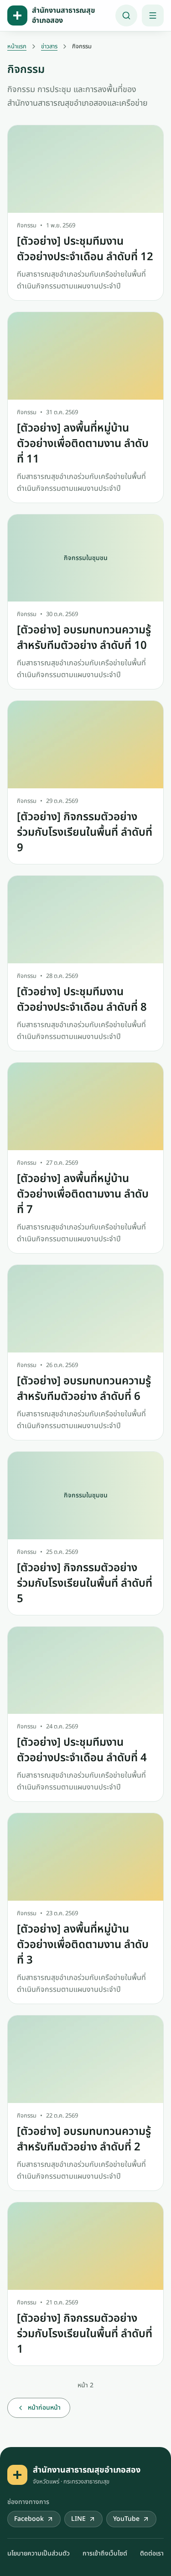 สำนักงานสาธารณสุข
อำเภอสอง
หน้าแรก > ข่าวสาร > กิจกรรม
กิจกรรม
กิจกรรม การประชุม และการลงพื้นที่ของ
สำนักงานสาธารณสุขอำเภอสองและเครือข่าย
กิจกรรม • 1 พ.ย. 2569
[ตัวอย่าง] ประชุมทีมงาน
ตัวอย่างประจำเดือน ลำดับที่ 12
ทีมสาธารณสุขอำเภอร่วมกับเครือข่ายในพื้นที่
ดำเนินกิจกรรมตามแผนงานประจำปี
กิจกรรม • 31 ต.ค. 2569
[ตัวอย่าง] ลงพื้นที่หมู่บ้าน
ตัวอย่างเพื่อติดตามงาน ลำดับ
ที่ 11
ทีมสาธารณสุขอำเภอร่วมกับเครือข่ายในพื้นที่
ดำเนินกิจกรรมตามแผนงานประจำปี
กิจกรรมในชุมชน
กิจกรรม • 30 ต.ค. 2569
[ตัวอย่าง] อบรมทบทวนความรู้
สำหรับทีมตัวอย่าง ลำดับที่ 10
ทีมสาธารณสุขอำเภอร่วมกับเครือข่ายในพื้นที่
ดำเนินกิจกรรมตามแผนงานประจำปี
กิจกรรม • 29 ต.ค. 2569
[ตัวอย่าง] กิจกรรมตัวอย่าง
ร่วมกับโรงเรียนในพื้นที่ ลำดับที่
9
กิจกรรม • 28 ต.ค. 2569
[ตัวอย่าง] ประชุมทีมงาน
ตัวอย่างประจำเดือน ลำดับที่ 8
ทีมสาธารณสุขอำเภอร่วมกับเครือข่ายในพื้นที่
ดำเนินกิจกรรมตามแผนงานประจำปี
กิจกรรม • 27 ต.ค. 2569
[ตัวอย่าง] ลงพื้นที่หมู่บ้าน
ตัวอย่างเพื่อติดตามงาน ลำดับ
ที่ 7
ทีมสาธารณสุขอำเภอร่วมกับเครือข่ายในพื้นที่
ดำเนินกิจกรรมตามแผนงานประจำปี
กิจกรรม • 26 ต.ค. 2569
[ตัวอย่าง] อบรมทบทวนความรู้
สำหรับทีมตัวอย่าง ลำดับที่ 6
ทีมสาธารณสุขอำเภอร่วมกับเครือข่ายในพื้นที่
ดำเนินกิจกรรมตามแผนงานประจำปี
กิจกรรมในชุมชน
กิจกรรม • 25 ต.ค. 2569
[ตัวอย่าง] กิจกรรมตัวอย่าง
ร่วมกับโรงเรียนในพื้นที่ ลำดับที่
5
กิจกรรม • 24 ต.ค. 2569
[ตัวอย่าง] ประชุมทีมงาน
ตัวอย่างประจำเดือน ลำดับที่ 4
ทีมสาธารณสุขอำเภอร่วมกับเครือข่ายในพื้นที่
ดำเนินกิจกรรมตามแผนงานประจำปี
กิจกรรม • 23 ต.ค. 2569
[ตัวอย่าง] ลงพื้นที่หมู่บ้าน
ตัวอย่างเพื่อติดตามงาน ลำดับ
ที่ 3
ทีมสาธารณสุขอำเภอร่วมกับเครือข่ายในพื้นที่
ดำเนินกิจกรรมตามแผนงานประจำปี
กิจกรรม • 22 ต.ค. 2569
[ตัวอย่าง] อบรมทบทวนความรู้
สำหรับทีมตัวอย่าง ลำดับที่ 2
ทีมสาธารณสุขอำเภอร่วมกับเครือข่ายในพื้นที่
ดำเนินกิจกรรมตามแผนงานประจำปี
กิจกรรม • 21 ต.ค. 2569
[ตัวอย่าง] กิจกรรมตัวอย่าง
ร่วมกับโรงเรียนในพื้นที่ ลำดับที่
1
หน้า 2
หน้าก่อนหน้า
สำนักงานสาธารณสุขอำเภอสอง
จังหวัดแพร่ · กระทรวงสาธารณสุข
ช่องทางทางการ
Facebook LINE YouTube
นโยบายความเป็นส่วนตัว การเข้าถึงเว็บไซต์ ติดต่อเรา